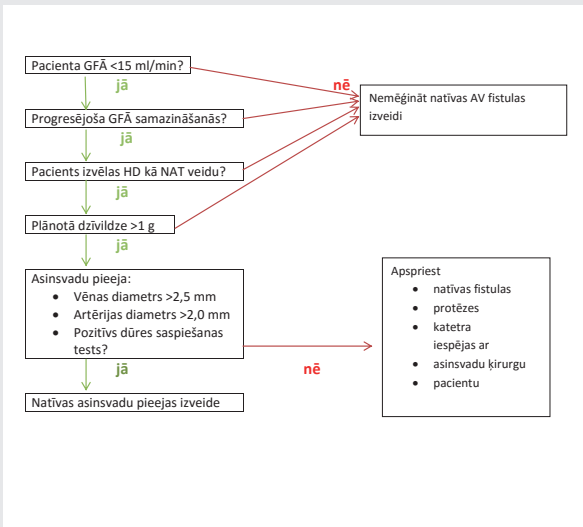 Pacienta GFĀ <15 ml/min?
jā
nē
Nemēģināt natīvas AV fistulas
izveidi
Progresējoša GFĀ samazināšanās?
jā
Pacients izvēlas HD kā NAT veidu?
jā
Plānotā dzīvildze >1 g
jā
Asinsvadu pieeja:
• Vēnas diametrs >2,5 mm
• Artērijas diametrs >2,0 mm
• Pozitīvs dūres saspiešanas
tests?
jā
nē
Apspriest
• natīvas fistulas
• protēzes
• katetra
iespējas ar
• asinsvadu ķirurgu
• pacientu
Natīvas asinsvadu pieejas izveide